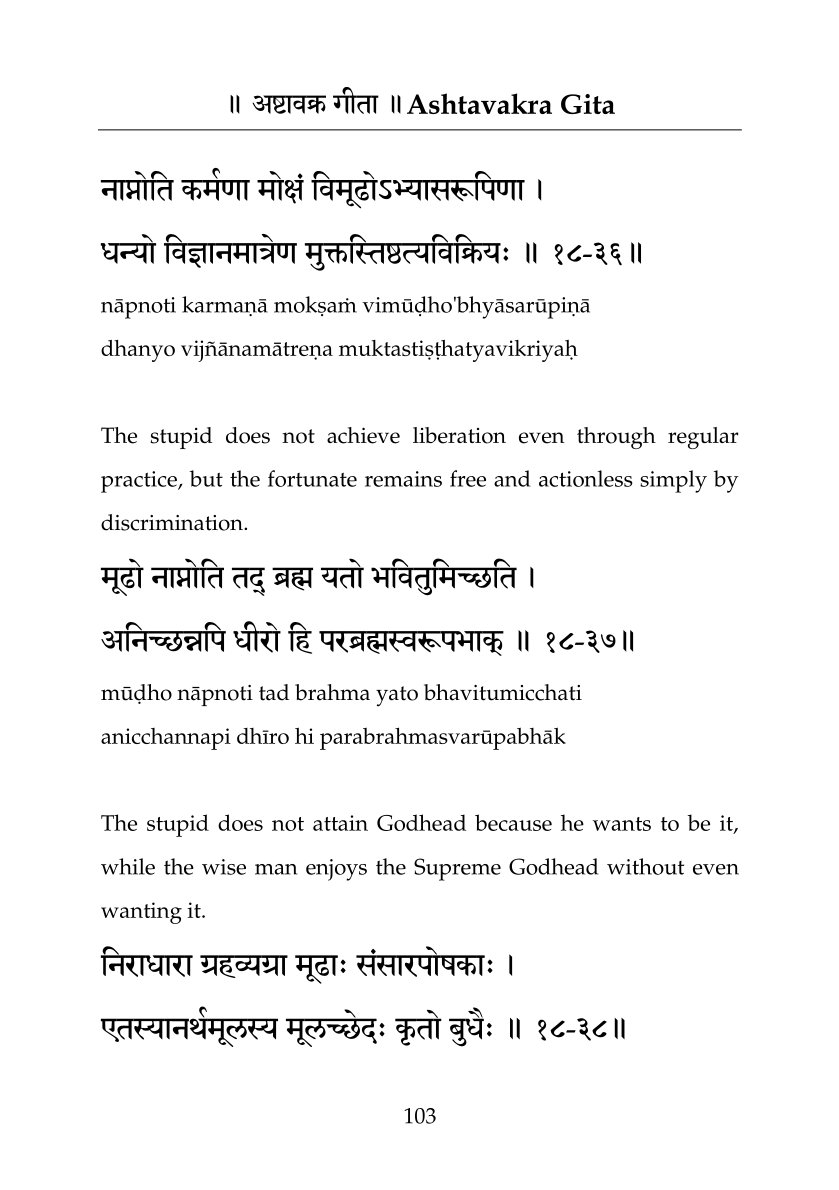 ॥ अष्टावक्र गीता ॥ Ashtavakra Gita
नाप्नोति कर्मणा मोक्षं विमूढोऽभ्यासरूपिणा ।
धन्यो विज्ञानमात्रेण मुक्तस्तिष्ठत्यविक्रियः ॥ १८-३६॥
nāpnoti karmaṇā mokṣaṁ vimūḍho'bhyāsarūpiṇā
dhanyo vijñānamātreṇa muktastiṣṭhatyavikriyaḥ
The stupid does not achieve liberation even through regular
practice, but the fortunate remains free and actionless simply by
discrimination.
मूढो नाप्नोति तद् ब्रह्म यतो भवितुमिच्छति ।
अनिच्छन्नपि धीरो हि परब्रह्मस्वरूपभाक् ॥ १८-३७॥
mūḍho nāpnoti tad brahma yato bhavitumicchati
anicchannapi dhīro hi parabrahmasvarūpabhāk
The stupid does not attain Godhead because he wants to be it,
while the wise man enjoys the Supreme Godhead without even
wanting it.
निराधारा ग्रहव्यग्रा मूढाः संसारपोषकाः ।
एतस्यानर्थमूलस्य मूलच्छेदः कृतो बुधैः ॥ १८-३८॥
103